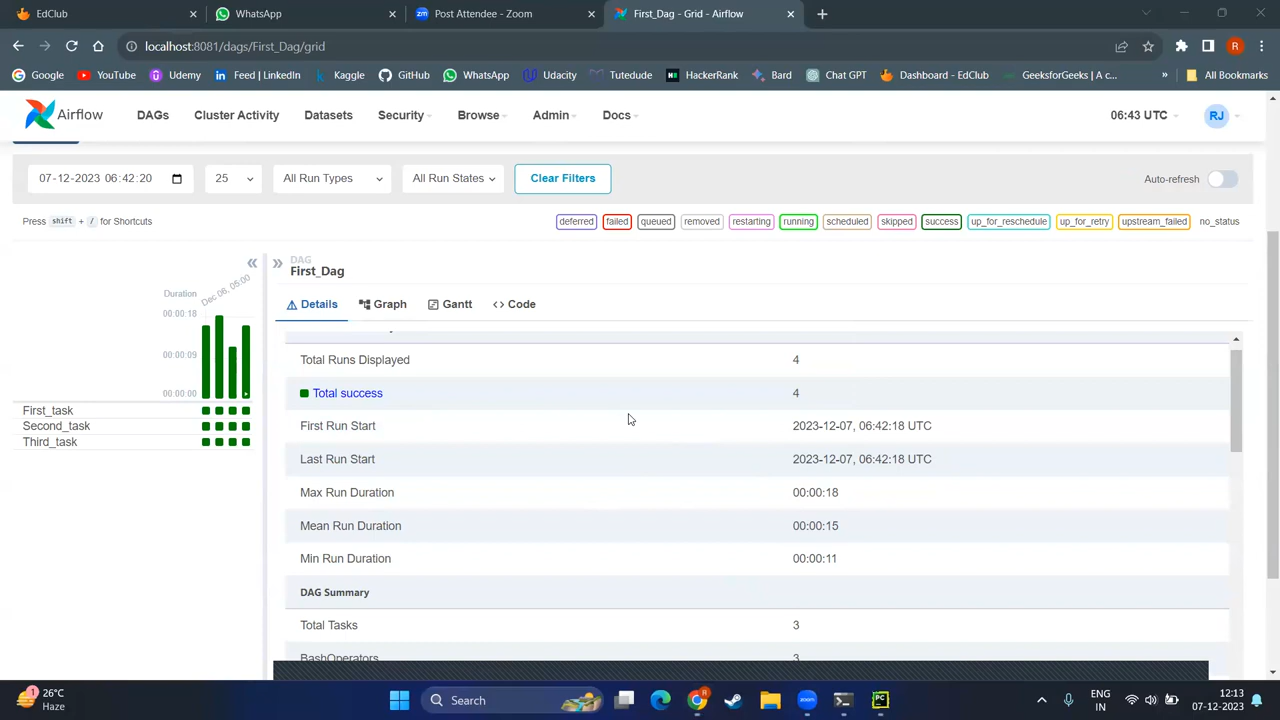 EdClub
WhatsApp
Post Attendee - Zoom
First_Dag - Grid - Airflow
localhost:8081/dags/First_Dag/grid
R
Google
YouTube
Udemy
Feed | LinkedIn
Kaggle
GitHub
WhatsApp
Udacity
Tutedude
HackerRank
Bard
Chat GPT
Dashboard - EdClub
GeeksforGeeks | A c...
»
All Bookmarks
Airflow
DAGs
Cluster Activity
Datasets
Security
Browse
Admin
Docs
06:43 UTC
RJ
07-12-2023 06:42:20
25
All Run Types
All Run States
Clear Filters
Auto-refresh
Press shift + / for Shortcuts
deferred
failed
queued
removed
restarting
running
scheduled
skipped
success
up_for_reschedule
up_for_retry
upstream_failed
no_status
DAG
First_Dag
Dec 06, 05:00
Duration
00:00:18
00:00:09
00:00:00
First_task
Second_task
Third_task
Details
Graph
Gantt
Code
Total Runs Displayed 4
Total success 4
First Run Start 2023-12-07, 06:42:18 UTC
Last Run Start 2023-12-07, 06:42:18 UTC
Max Run Duration 00:00:18
Mean Run Duration 00:00:15
Min Run Duration 00:00:11
DAG Summary
Total Tasks 3
BashOperators 3
1
26°C
Haze
Search
ENG
IN
12:13
07-12-2023